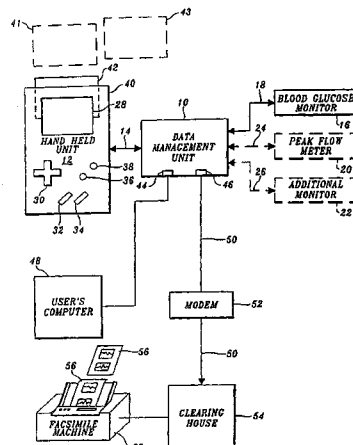 41
43
42
40
28
HAND HELD
UNIT
12
38
36
30
32
34
14
10
DATA
MANAGEMENT
UNIT
44
46
18
BLOOD GLUCOSE
MONITOR
16
24
PEAK FLOW
METER
20
26
ADDITIONAL
MONITOR
22
48
USER'S
COMPUTER
50
MODEM
52
50
56
56
FACSIMILE
MACHINE
CLEARING
HOUSE
54